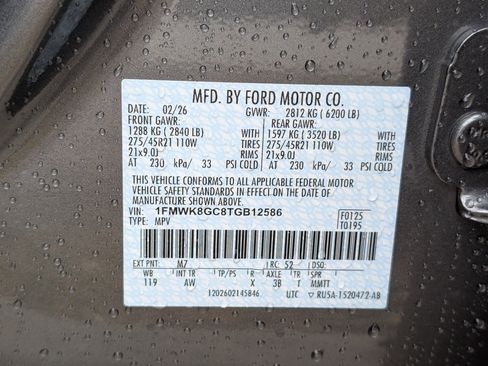 MFD. BY FORD MOTOR CO.
DATE: 02/26 GVWR: 2812 KG ( 6200 LB)
FRONT GAWR: REAR GAWR:
1288 KG ( 2840 LB) WITH 1597 KG ( 3520 LB) WITH
275/45R21 110W TIRES 275/45R21 110W TIRES
21x9.0J RIMS 21x9.0J RIMS
AT 230 kPa/ 33 PSI COLD AT 230 kPa/ 33 PSI COLD
THIS VEHICLE CONFORMS TO ALL APPLICABLE FEDERAL MOTOR
VEHICLE SAFETY AND BUMPER STANDARDS IN EFFECT ON THE DATE OF
MANUFACTURE SHOWN ABOVE.
VIN: 1FMWK8GC8TGB12586 F0125
TYPE: MPV T0195
EXT PNT: M7 RC: 52 DSO:
WB INT TR TP/PS R AXLE TR SPR
119 AW X 3B T MMTT
1202602145846 UTC ▽ RU5A-1520472-AB